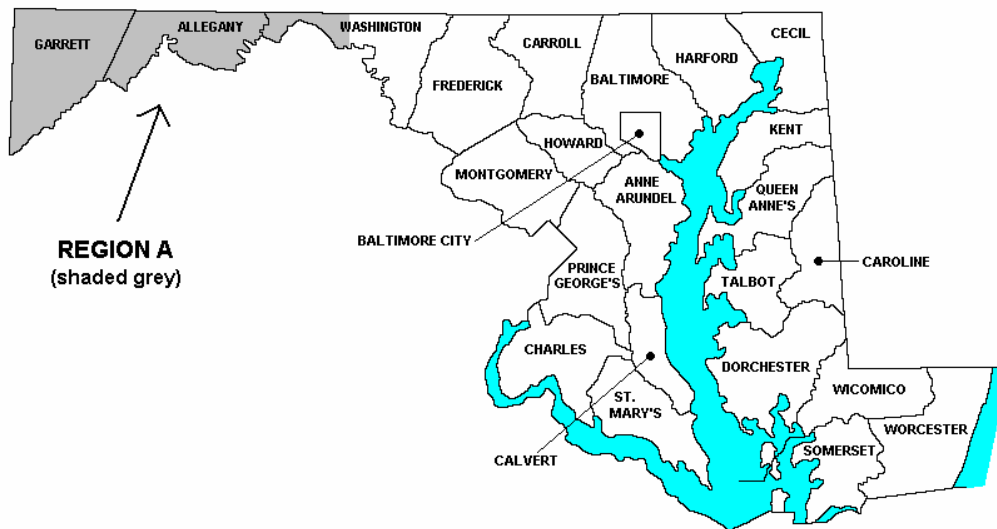 GARRETT
ALLEGANY
WASHINGTON
FREDERICK
CARROLL
BALTIMORE
HARFORD
CECIL
KENT
HOWARD
MONTGOMERY
ANNE
ARUNDEL
QUEEN
ANNE'S
REGION A
(shaded grey)
BALTIMORE CITY
PRINCE
GEORGE'S
TALBOT
CAROLINE
CHARLES
DORCHESTER
WICOMICO
ST.
MARY'S
WORCESTER
SOMERSET
CALVERT